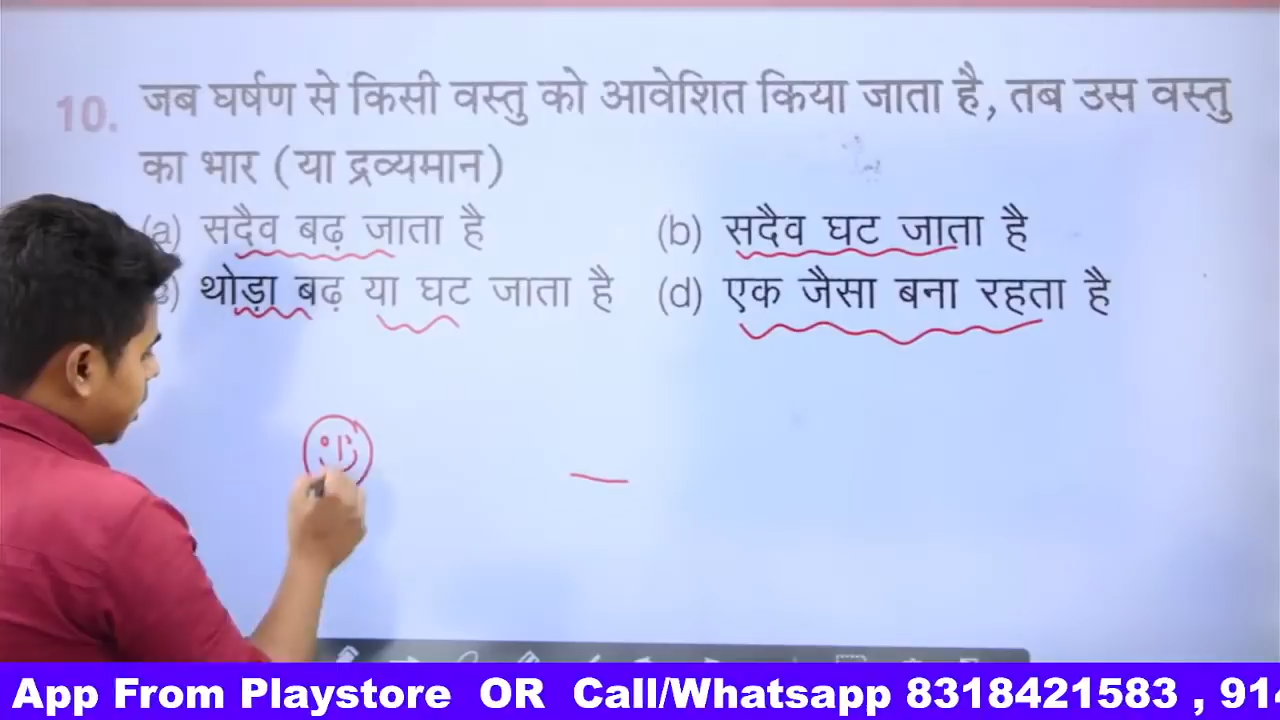 10. जब घर्षण से किसी वस्तु को आवेशित किया जाता है, तब उस वस्तु
का भार (या द्रव्यमान)
(a) सदैव बढ़ जाता है (b) सदैव घट जाता है
थोड़ा बढ़ या घट जाता है (d) एक जैसा बना रहता है
App From Playstore OR Call/Whatsapp 8318421583 , 914